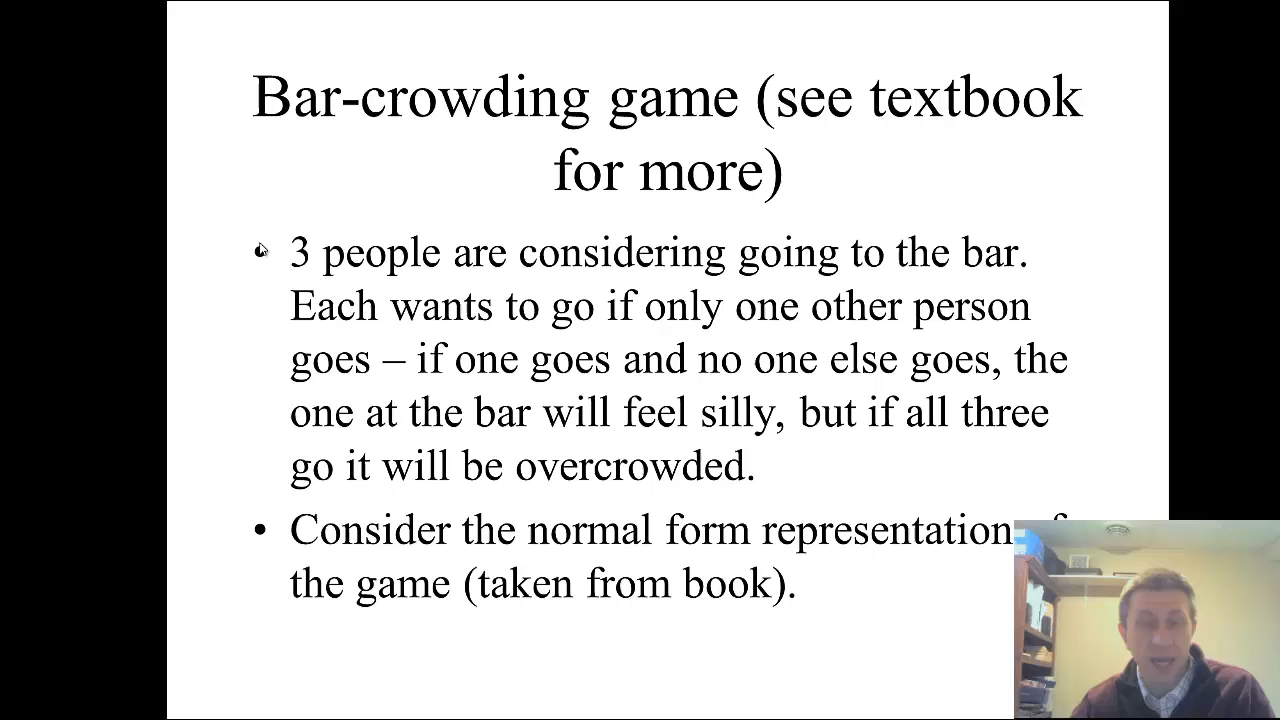 Bar-crowding game (see textbook
for more)
• 3 people are considering going to the bar.
Each wants to go if only one other person
goes – if one goes and no one else goes, the
one at the bar will feel silly, but if all three
go it will be overcrowded.
• Consider the normal form representation
the game (taken from book).